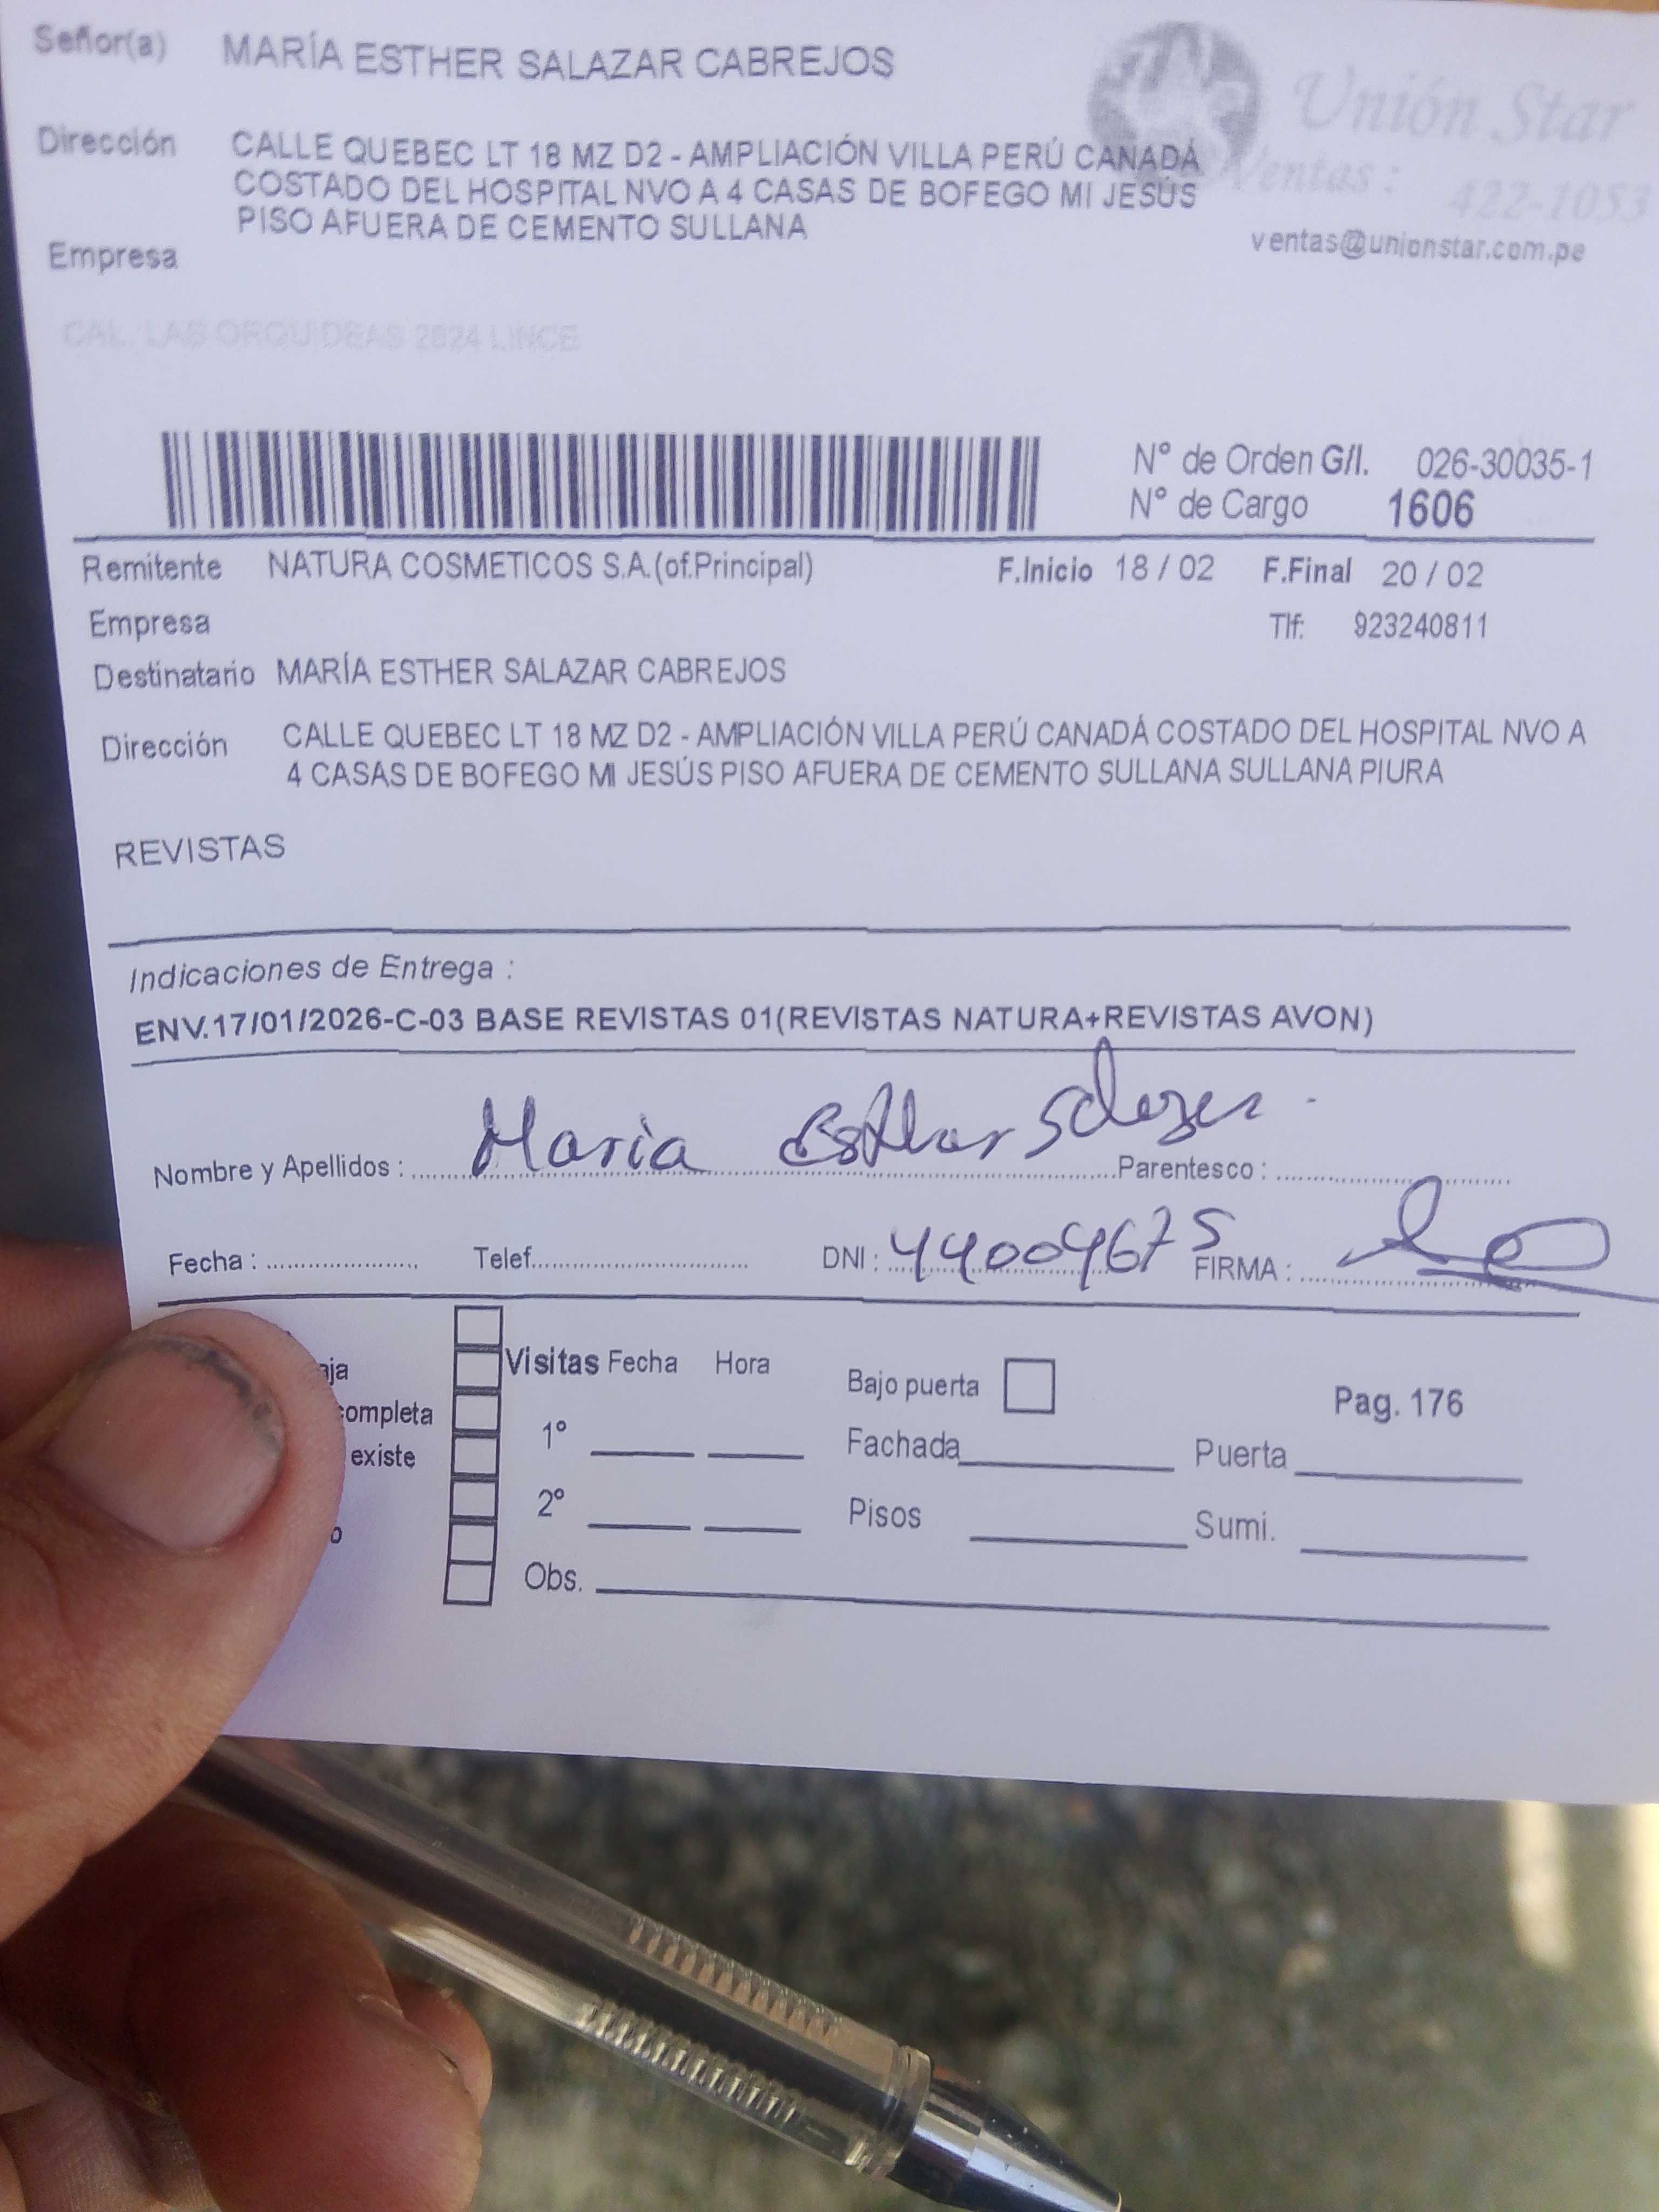 Señor(a) MARÍA ESTHER SALAZAR CABREJOS
Unión Star
Dirección CALLE QUEBEC LT 18 MZ D2 - AMPLIACIÓN VILLA PERÚ CANADÁ
COSTADO DEL HOSPITAL NVO A 4 CASAS DE BOFEGO MI JESÚS
PISO AFUERA DE CEMENTO SULLANA
Ventas : 422-1053
ventas@unionstar.com.pe
Empresa
CAL. LAS ORQUIDEAS 2824 LINCE
Nº de Orden G/I. 026-30035-1
Nº de Cargo 1606
Remitente NATURA COSMETICOS S.A.(of.Principal) F.Inicio 18 / 02 F.Final 20 / 02
Empresa Tlf: 923240811
Destinatario MARÍA ESTHER SALAZAR CABREJOS
Dirección CALLE QUEBEC LT 18 MZ D2 - AMPLIACIÓN VILLA PERÚ CANADÁ COSTADO DEL HOSPITAL NVO A
4 CASAS DE BOFEGO MI JESÚS PISO AFUERA DE CEMENTO SULLANA SULLANA PIURA
REVISTAS
Indicaciones de Entrega :
ENV.17/01/2026-C-03 BASE REVISTAS 01(REVISTAS NATURA+REVISTAS AVON)
Nombre y Apellidos : Maria Esther Salazar Parentesco :
Fecha : Telef. DNI : 44004675 FIRMA :
aja Visitas Fecha Hora Bajo puerta Pag. 176
completa 1º Fachada Puerta
existe
o 2º Pisos Sumi.
Obs.